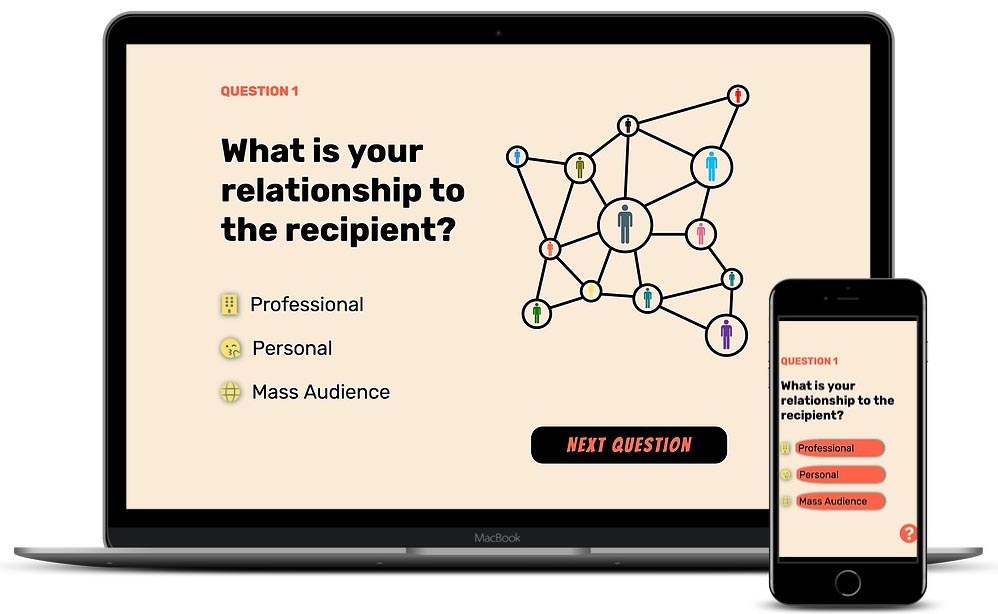 QUESTION 1
What is your
relationship to
the recipient?
Professional
Personal
Mass Audience
NEXT QUESTION
MacBook
QUESTION 1
What is your
relationship to the
recipient?
Professional
Personal
Mass Audience
?